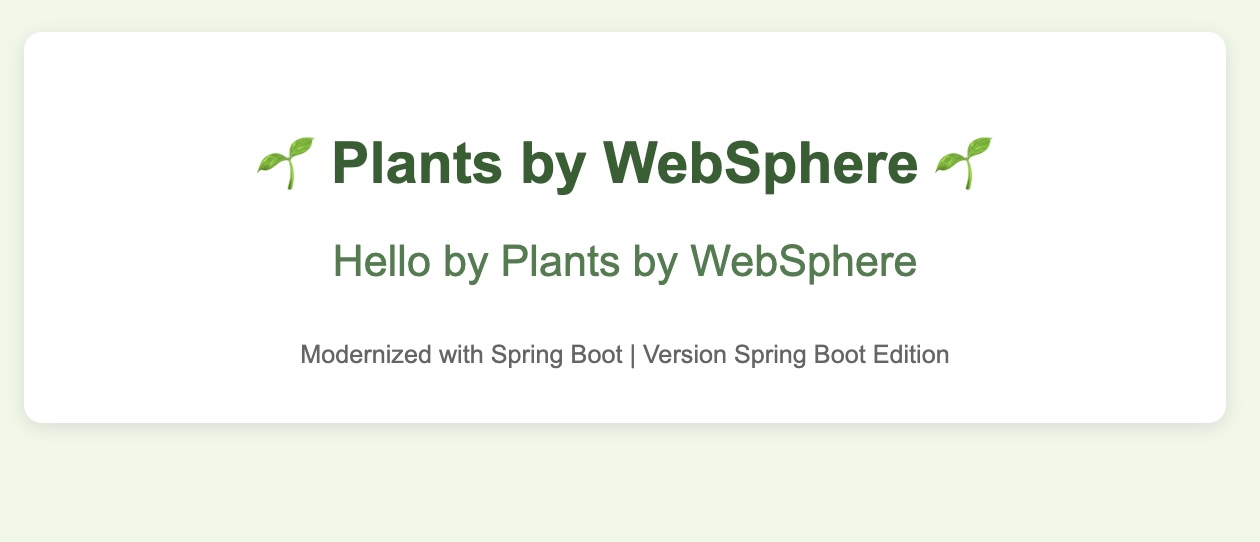 🌱 Plants by WebSphere 🌱
Hello by Plants by WebSphere
Modernized with Spring Boot | Version Spring Boot Edition